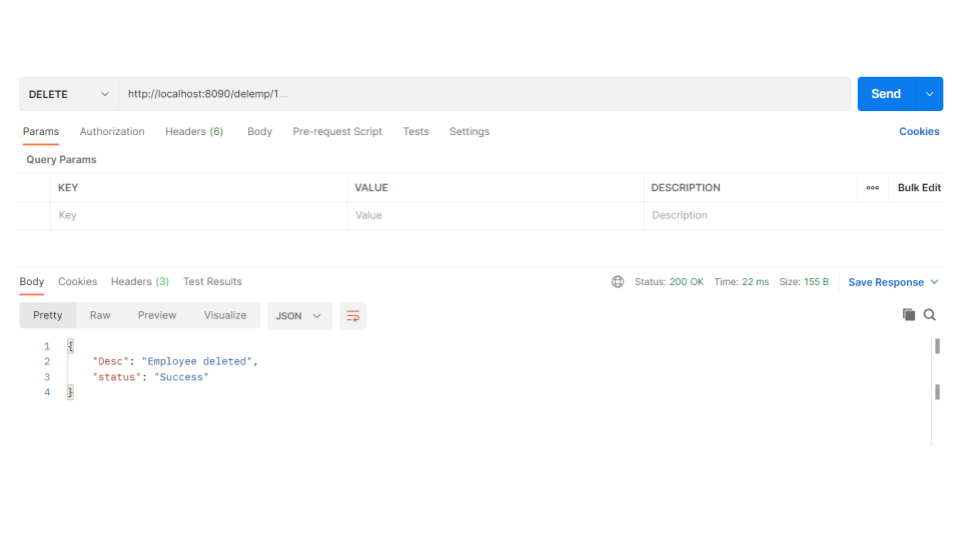 DELETE http://localhost:8090/delemp/1 ... Send
Params Authorization Headers (6) Body Pre-request Script Tests Settings Cookies
Query Params
KEY VALUE DESCRIPTION ooo Bulk Edit
Key Value Description
Body Cookies Headers (3) Test Results Status: 200 OK Time: 22 ms Size: 155 B Save Response
Pretty Raw Preview Visualize JSON
1 {
2 "Desc": "Employee deleted",
3 "status": "Success"
4 }